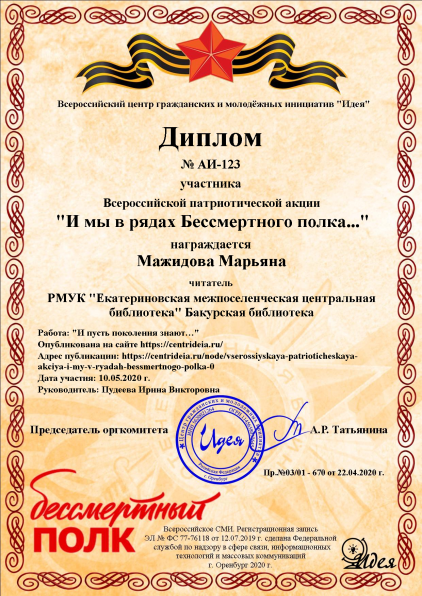 Всероссийский центр гражданских и молодёжных инициатив "Идея"
Диплом
№ АИ-123
участника
Всероссийской патриотической акции
"И мы в рядах Бессмертного полка..."
награждается
Мажидова Марьяна
читатель
РМУК "Екатериновская межпоселенческая центральная
библиотека" Бакурская библиотека
Работа: "И пусть поколения знают…"
Опубликована на сайте https://centrideia.ru/
Адрес публикации: https://centrideia.ru/node/vserossiyskaya-patrioticheskaya-
akciya-i-my-v-ryadah-bessmertnogo-polka-0
Дата участия: 10.05.2020 г.
Руководитель: Пудеева Ирина Викторовна
Председатель оргкомитета
Идея
Российская Федерация
г. Оренбург
А.Р. Татьянина
Пр.№03/01 - 670 от 22.04.2020 г.
бессмертный
ПОЛК
Всероссийское СМИ. Регистрационная запись
ЭЛ № ФС 77-76118 от 12.07.2019 г. сделана Федеральной
службой по надзору в сфере связи, информационных
технологий и массовых коммуникаций
г. Оренбург 2020 г.
Идея